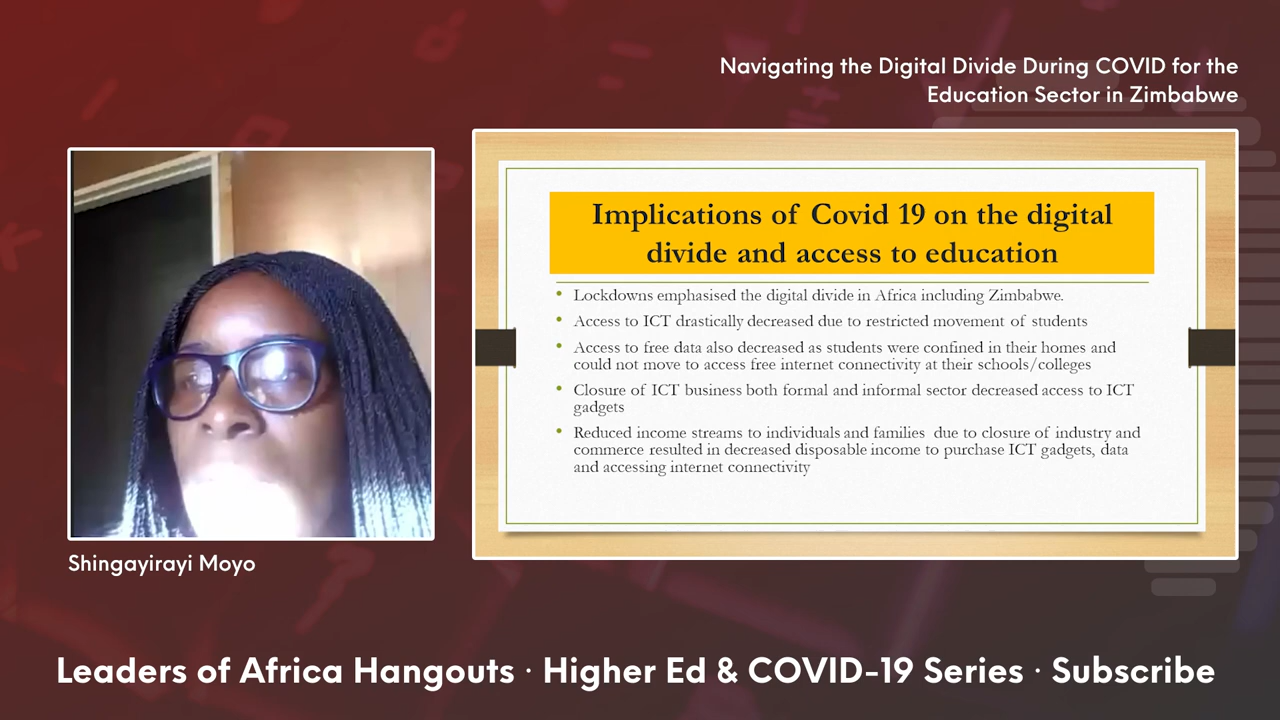 Navigating the Digital Divide During COVID for the
Education Sector in Zimbabwe
Implications of Covid 19 on the digital
divide and access to education
• Lockdowns emphasised the digital divide in Africa including Zimbabwe.
• Access to ICT drastically decreased due to restricted movement of students
• Access to free data also decreased as students were confined in their homes and
could not move to access free internet connectivity at their schools/colleges
• Closure of ICT business both formal and informal sector decreased access to ICT
gadgets
• Reduced income streams to individuals and families due to closure of industry and
commerce resulted in decreased disposable income to purchase ICT gadgets, data
and accessing internet connectivity
Shingayirayi Moyo
Leaders of Africa Hangouts · Higher Ed & COVID-19 Series · Subscribe